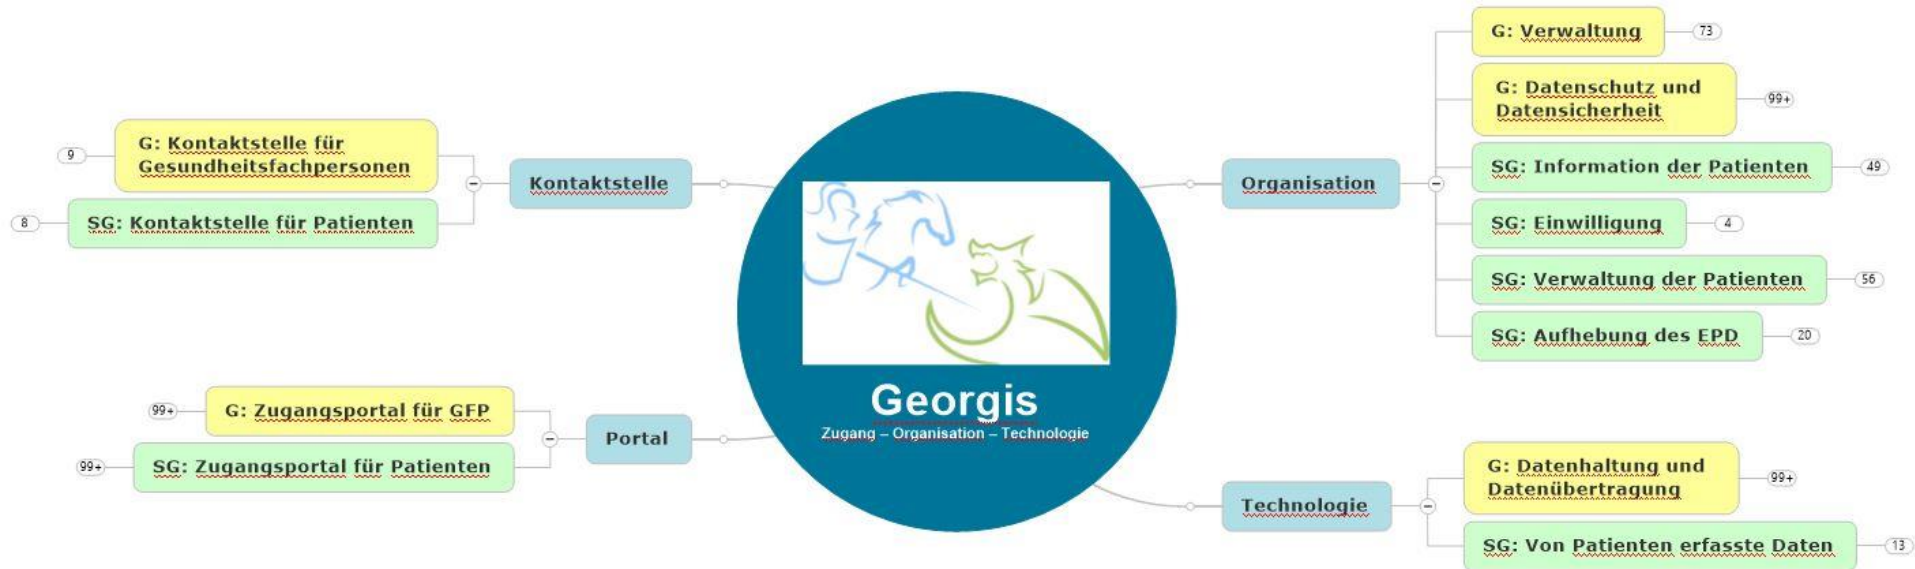 G: Kontaktstelle für
Gesundheitsfachpersonen
9
SG: Kontaktstelle für Patienten
8
Kontaktstelle
G: Zugangsportal für GFP
99+
SG: Zugangsportal für Patienten
99+
Portal
Georgis
Zugang – Organisation – Technologie
Organisation
G: Verwaltung
73
G: Datenschutz und
Datensicherheit
99+
SG: Information der Patienten
49
SG: Einwilligung
4
SG: Verwaltung der Patienten
56
SG: Aufhebung des EPD
20
Technologie
G: Datenhaltung und
Datenübertragung
99+
SG: Von Patienten erfasste Daten
13